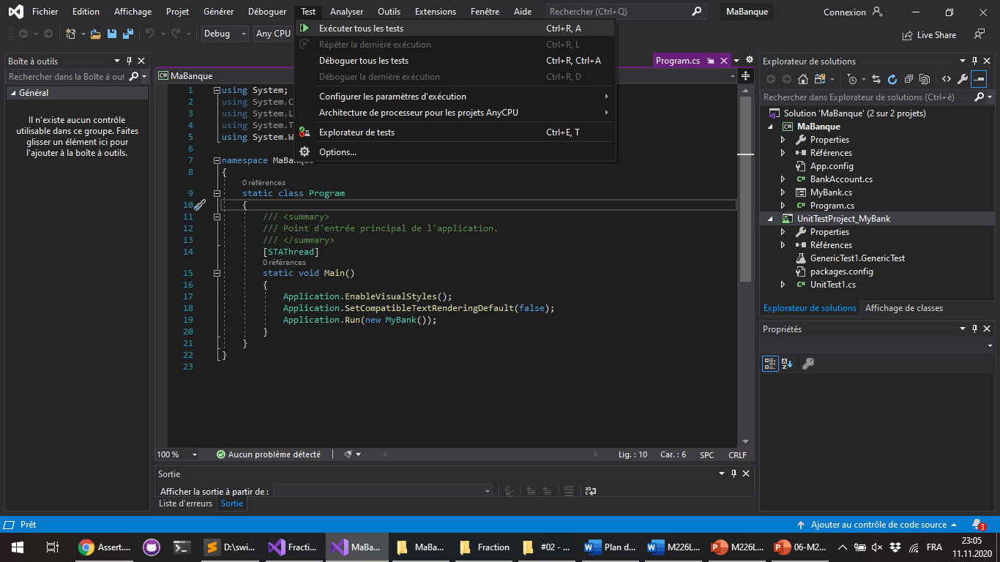 Fichier Edition Affichage Projet Générer Déboguer Test Analyser Outils Extensions Fenêtre Aide Rechercher (Ctrl+Q) MaBanque Connexion
Debug Any CPU Live Share
Exécuter tous les tests Ctrl+R, A
Répéter la dernière exécution Ctrl+R, L
Déboguer tous les tests Ctrl+R, Ctrl+A
Déboguer la dernière exécution Ctrl+R, D
Configurer les paramètres d'exécution
Architecture de processeur pour les projets AnyCPU
Explorateur de tests Ctrl+E, T
Options...
Boîte à outils
Rechercher dans la Boîte à out
Général
Il n'existe aucun contrôle
utilisable dans ce groupe. Faites
glisser un élément ici pour
l'ajouter à la boîte à outils.
Program.cs
C# MaBanque
1 using System;
2 using System.C
3 using System.L
4 using System.T
5 using System.W
6
7 namespace MaBanque
8 {
0 références
9 static class Program
10 {
11 /// <summary>
12 /// Point d'entrée principal de l'application.
13 /// </summary>
14 [STAThread]
0 références
15 static void Main()
16 {
17 Application.EnableVisualStyles();
18 Application.SetCompatibleTextRenderingDefault(false);
19 Application.Run(new MyBank());
20 }
21 }
22 }
23
100 % Aucun problème détecté Lig. : 10 Car. : 6 SPC CRLF
Sortie
Afficher la sortie à partir de :
Liste d'erreurs Sortie
Explorateur de solutions
Rechercher dans Explorateur de solutions (Ctrl+è)
Solution 'MaBanque' (2 sur 2 projets)
C# MaBanque
Properties
Références
App.config
C# BankAccount.cs
MyBank.cs
C# Program.cs
UnitTestProject_MyBank
Properties
Références
GenericTest1.GenericTest
packages.config
C# UnitTest1.cs
Explorateur de solutions Affichage de classes
Propriétés
Prêt Ajouter au contrôle de code source 3
Assert.... D:\swi... Fracti... MaBa... MaBa... Fraction #02 - ... Plan d... M226L... M226L... 06-M2... FRA 23:05
11.11.2020